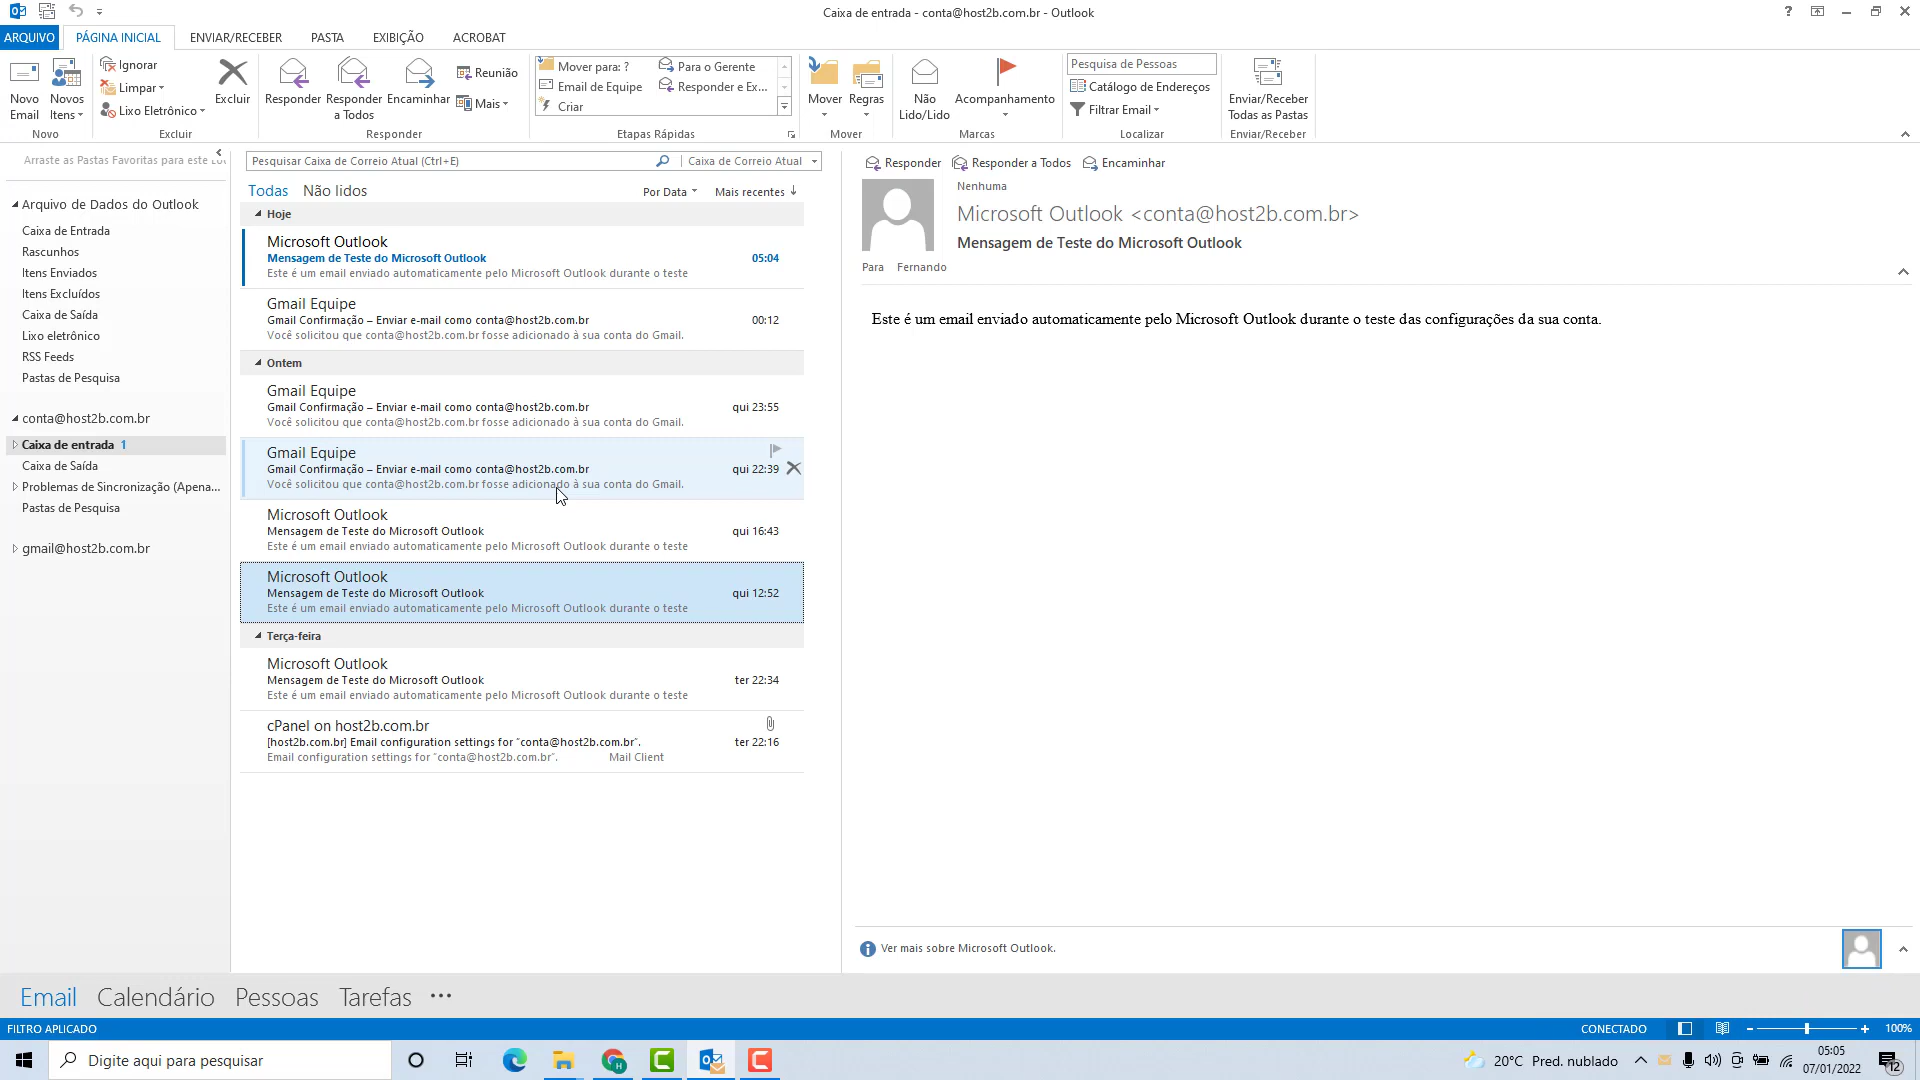 Caixa de entrada - conta@host2b.com.br - Outlook
ARQUIVO
PÁGINA INICIAL
ENVIAR/RECEBER
PASTA
EXIBIÇÃO
ACROBAT
Novo Email
Novos Itens
Novo
Ignorar
Limpar
Lixo Eletrônico
Excluir
Excluir
Responder
Responder a Todos
Encaminhar
Reunião
Mais
Responder
Mover para: ?
Email de Equipe
Criar
Para o Gerente
Responder e Ex...
Etapas Rápidas
Mover
Regras
Mover
Não Lido/Lido
Acompanhamento
Marcas
Pesquisa de Pessoas
Catálogo de Endereços
Filtrar Email
Localizar
Enviar/Receber
Todas as Pastas
Enviar/Receber
Arraste as Pastas Favoritas para este
Arquivo de Dados do Outlook
Caixa de Entrada
Rascunhos
Itens Enviados
Itens Excluídos
Caixa de Saída
Lixo eletrônico
RSS Feeds
Pastas de Pesquisa
conta@host2b.com.br
Caixa de entrada 1
Caixa de Saída
Problemas de Sincronização (Apena...
Pastas de Pesquisa
gmail@host2b.com.br
Pesquisar Caixa de Correio Atual (Ctrl+E)
Caixa de Correio Atual
Todas Não lidos
Por Data
Mais recentes
Hoje
Microsoft Outlook
Mensagem de Teste do Microsoft Outlook 05:04
Este é um email enviado automaticamente pelo Microsoft Outlook durante o teste
Gmail Equipe
Gmail Confirmação – Enviar e-mail como conta@host2b.com.br 00:12
Você solicitou que conta@host2b.com.br fosse adicionado à sua conta do Gmail.
Ontem
Gmail Equipe
Gmail Confirmação – Enviar e-mail como conta@host2b.com.br qui 23:55
Você solicitou que conta@host2b.com.br fosse adicionado à sua conta do Gmail.
Gmail Equipe
Gmail Confirmação – Enviar e-mail como conta@host2b.com.br qui 22:39
Você solicitou que conta@host2b.com.br fosse adicionado à sua conta do Gmail.
Microsoft Outlook
Mensagem de Teste do Microsoft Outlook qui 16:43
Este é um email enviado automaticamente pelo Microsoft Outlook durante o teste
Microsoft Outlook
Mensagem de Teste do Microsoft Outlook qui 12:52
Este é um email enviado automaticamente pelo Microsoft Outlook durante o teste
Terça-feira
Microsoft Outlook
Mensagem de Teste do Microsoft Outlook ter 22:34
Este é um email enviado automaticamente pelo Microsoft Outlook durante o teste
cPanel on host2b.com.br
[host2b.com.br] Email configuration settings for “conta@host2b.com.br”. ter 22:16
Email configuration settings for “conta@host2b.com.br”. Mail Client
Responder Responder a Todos Encaminhar
Nenhuma
Microsoft Outlook <conta@host2b.com.br>
Mensagem de Teste do Microsoft Outlook
Para Fernando
Este é um email enviado automaticamente pelo Microsoft Outlook durante o teste das configurações da sua conta.
Ver mais sobre Microsoft Outlook.
Email Calendário Pessoas Tarefas ...
FILTRO APLICADO
CONECTADO
100%
Digite aqui para pesquisar
20°C Pred. nublado
05:05
07/01/2022
12